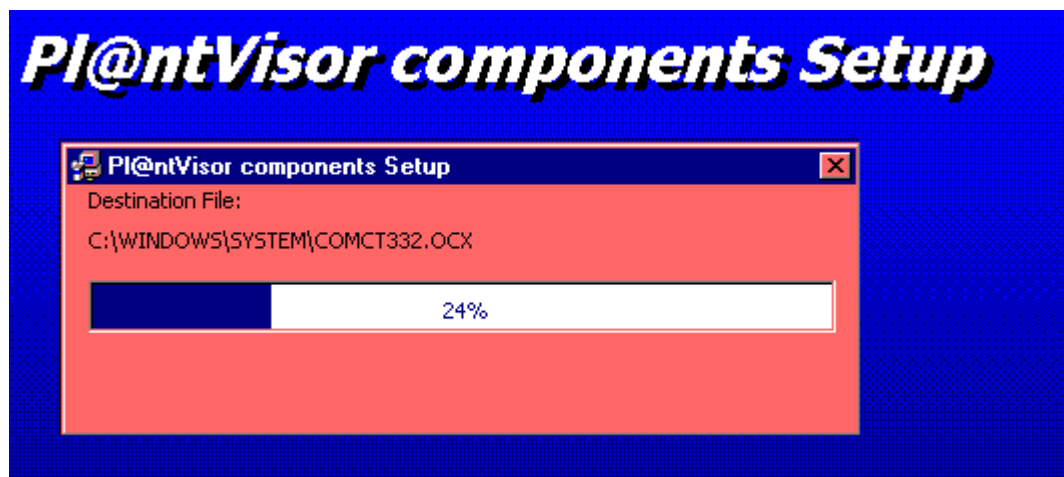 Pl@ntVisor components Setup
Pl@ntVisor components Setup
Destination File:
C:\WINDOWS\SYSTEM\COMCT332.OCX
24%